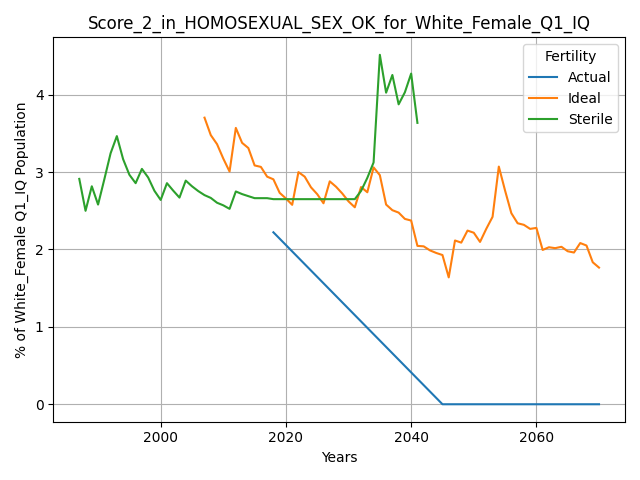 Score_2_in_HOMOSEXUAL_SEX_OK_for_White_Female_Q1_IQ
% of White_Female Q1_IQ Population
4
3
2
1
0
Fertility
Actual
Ideal
Sterile
2000
2020
2040
2060
Years